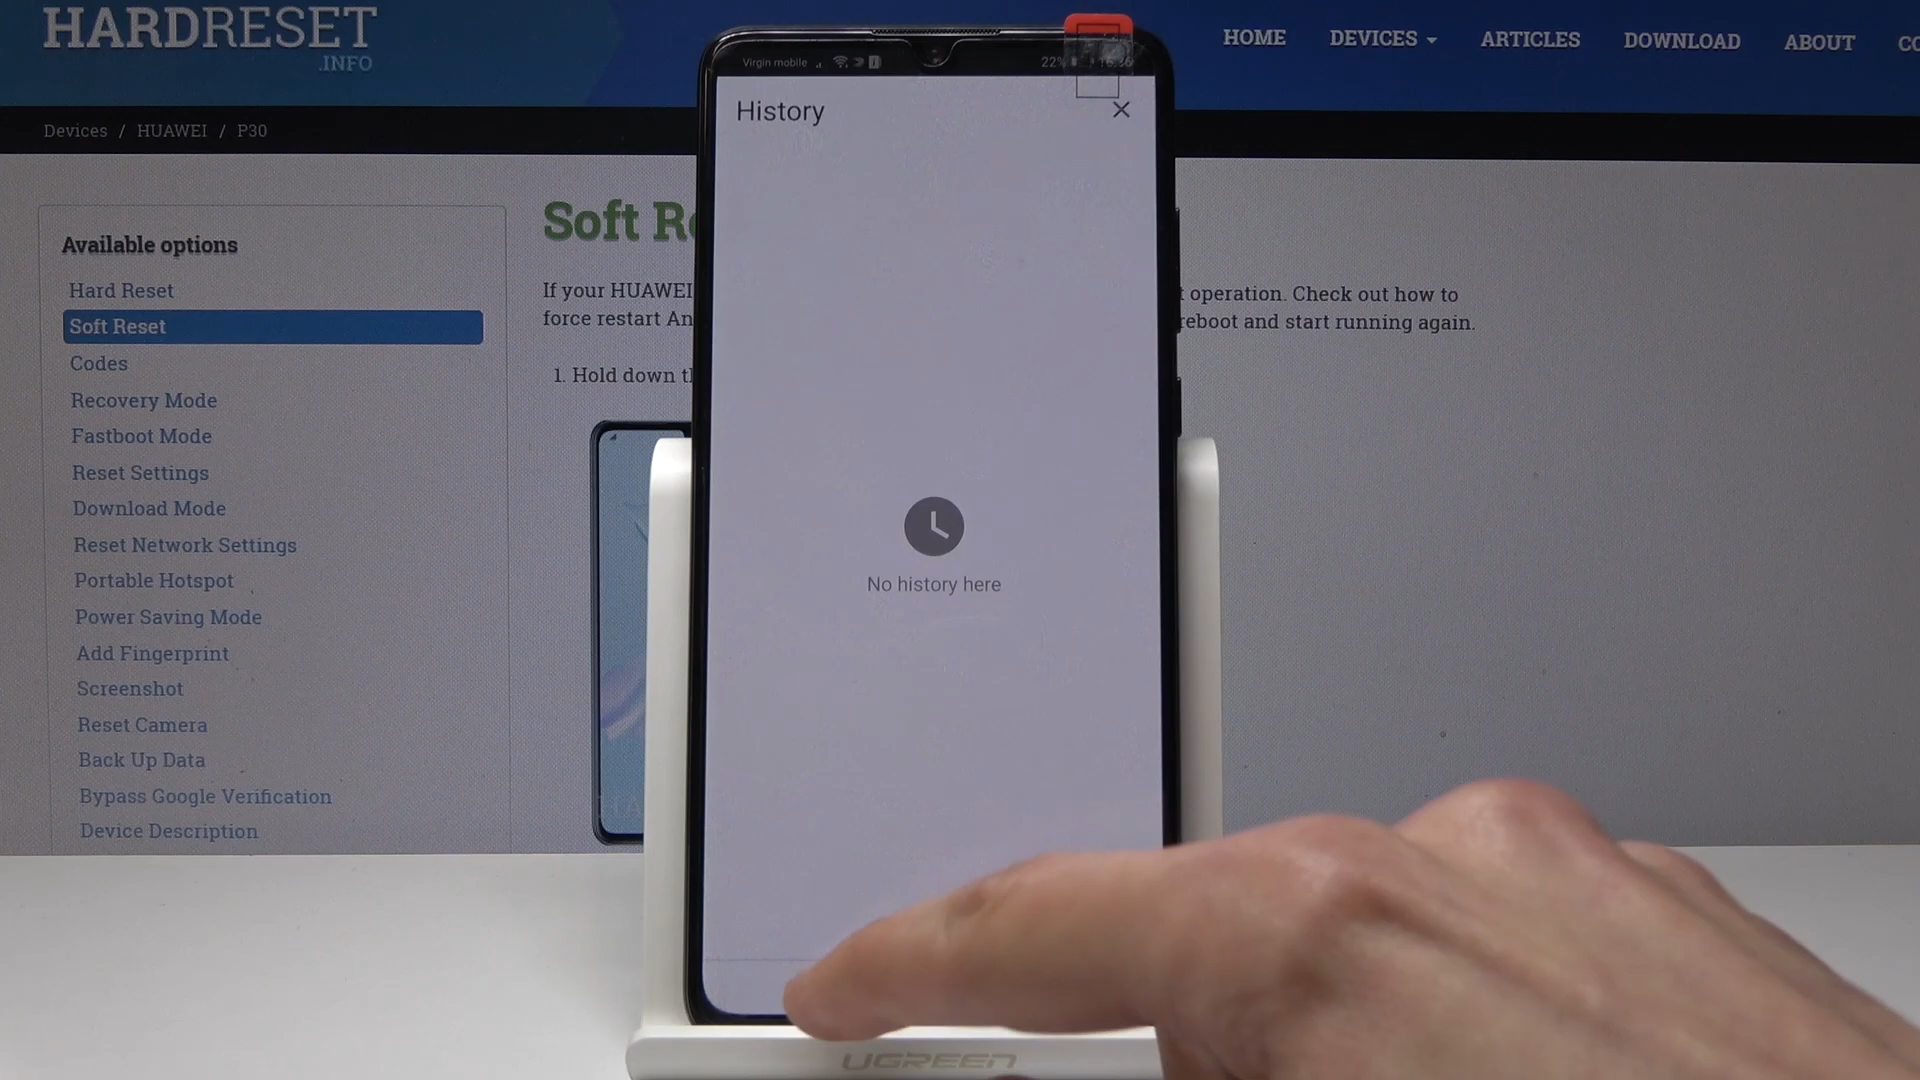 HARDRESET
.INFO
HOME
DEVICES
ARTICLES
DOWNLOAD
ABOUT
Devices / HUAWEI / P30
Virgin mobile
22%
History
Available options
Hard Reset
Soft Reset
Codes
Recovery Mode
Fastboot Mode
Reset Settings
Download Mode
Reset Network Settings
Portable Hotspot
Power Saving Mode
Add Fingerprint
Screenshot
Reset Camera
Back Up Data
Bypass Google Verification
Device Description
Soft
If your HUAWEI
operation. Check out how to
force restart
reboot and start running again.
1. Hold down
No history here
UGREEN